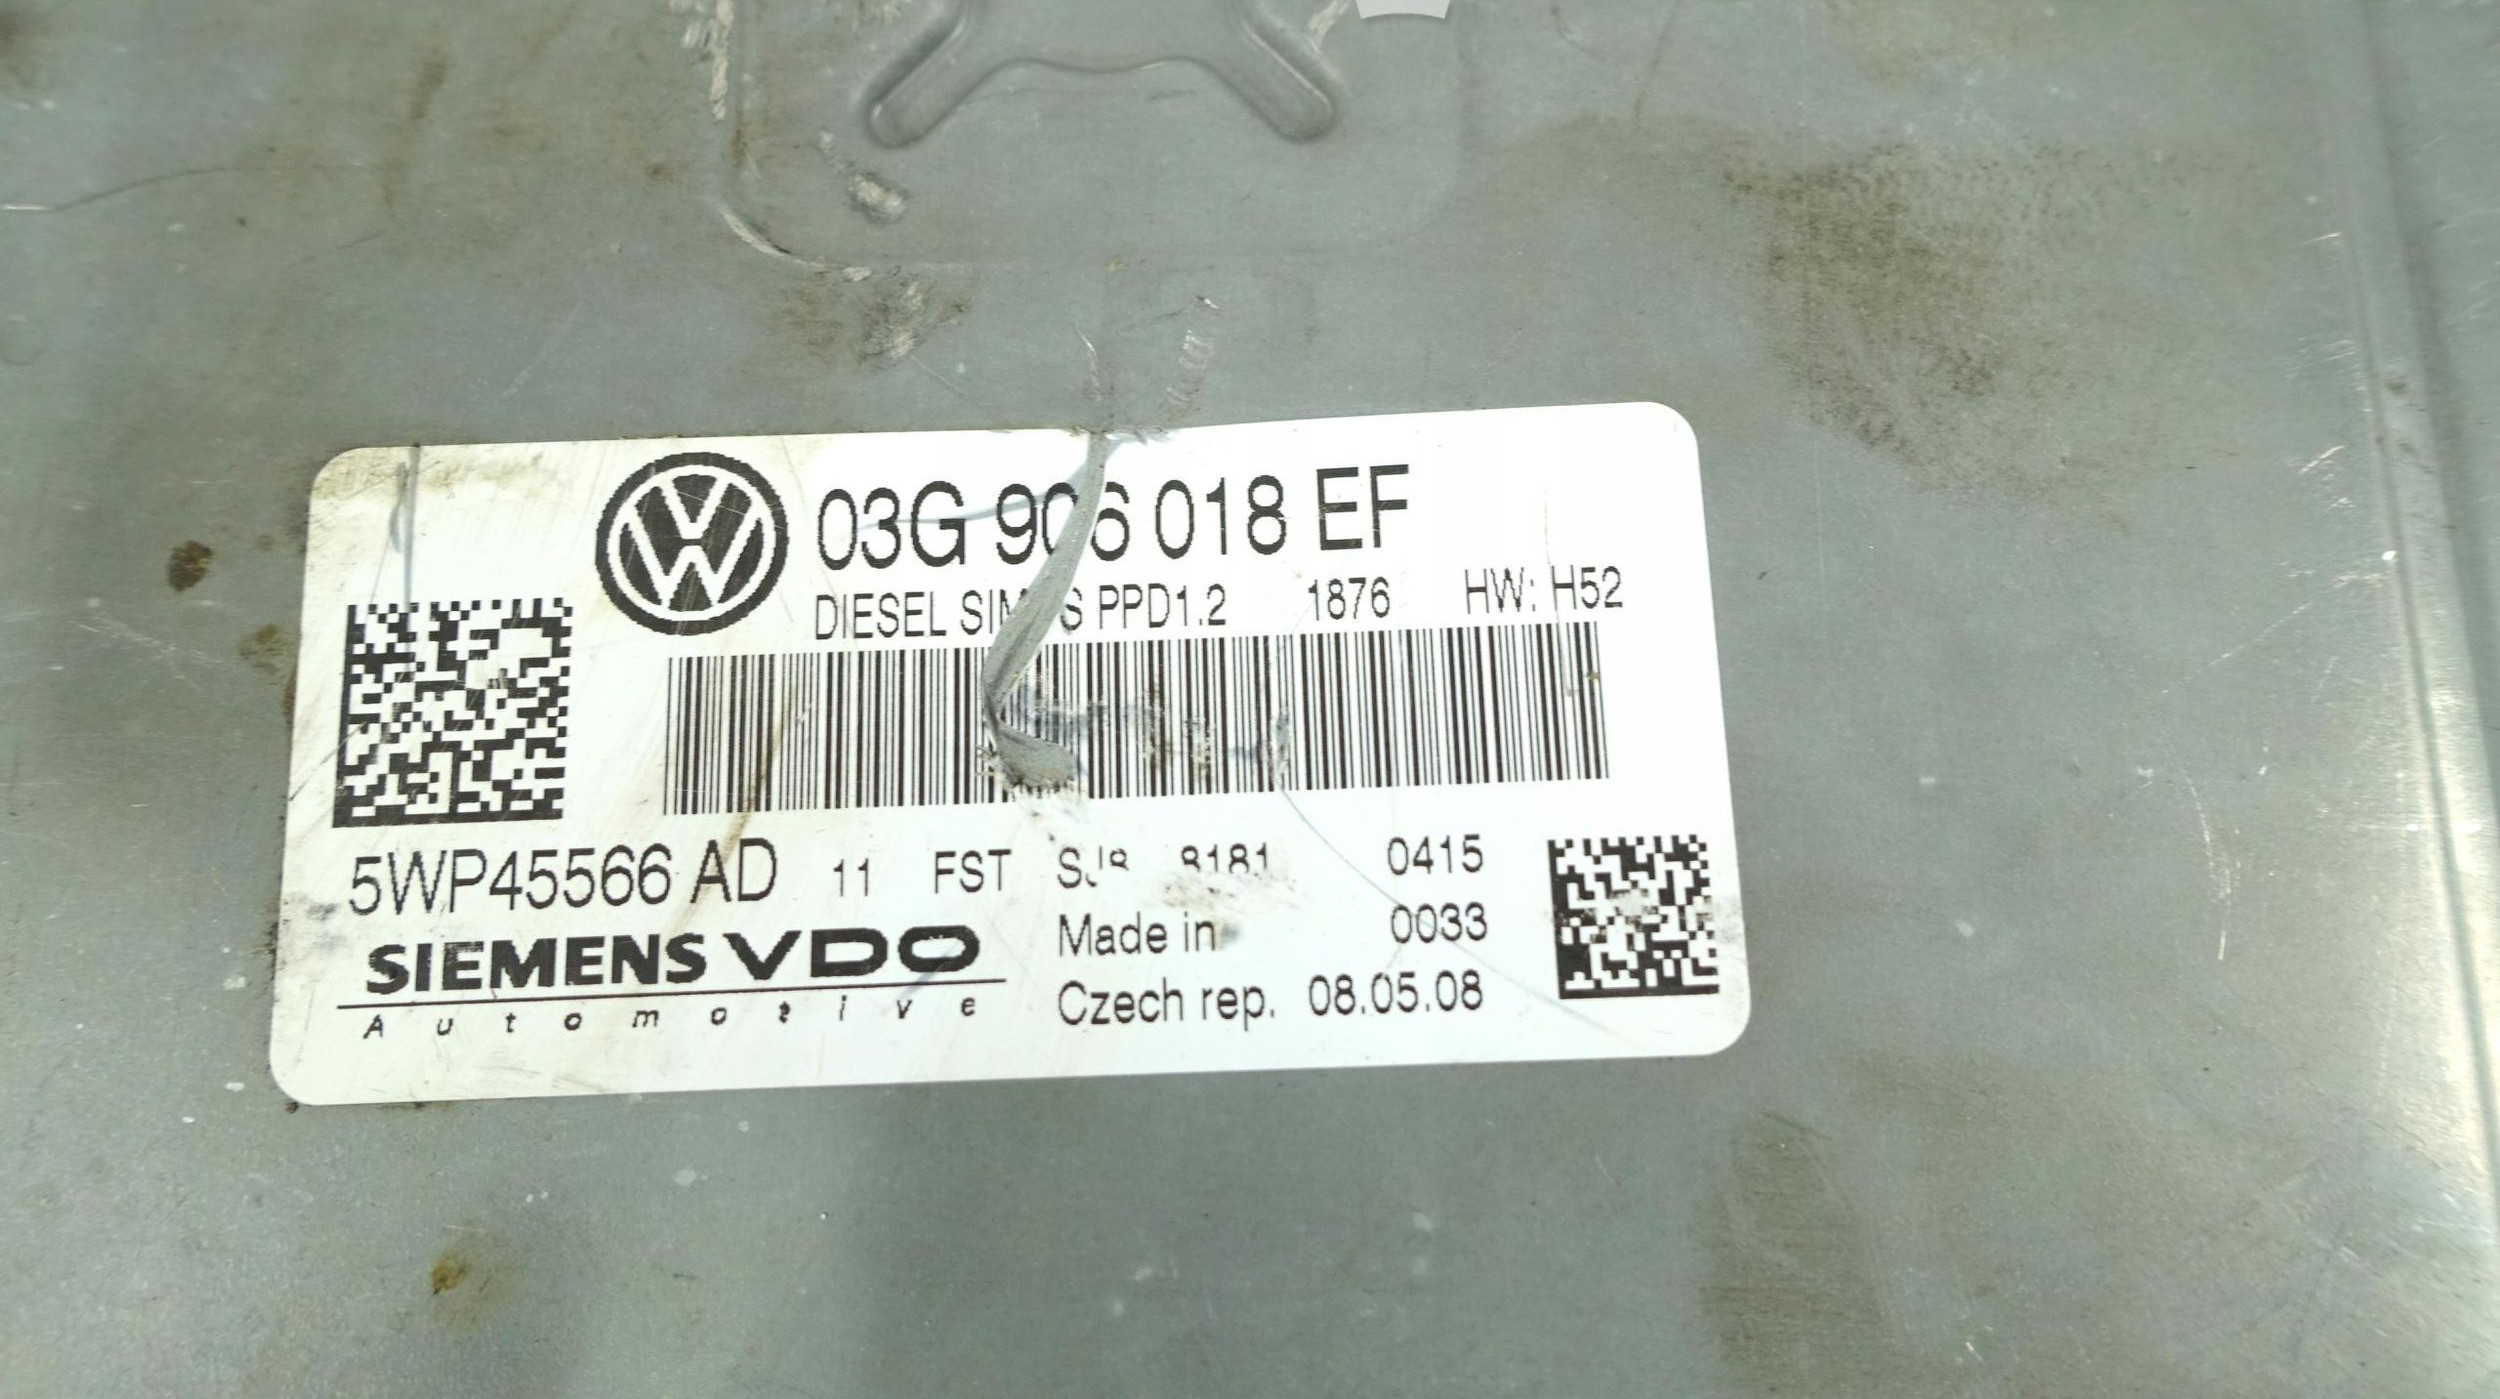 03G 906 018 EF
DIESEL PPD1.2 1876 HW: H52
5WP45566 AD 11 FST 0415
SIEMENS VDO
Automotive
Made in 0033
Czech rep. 08.05.08